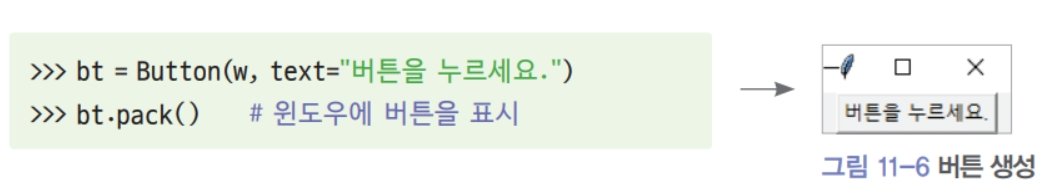 >>> bt = Button(w, text="버튼을 누르세요.")
>>> bt.pack()   # 윈도우에 버튼을 표시
버튼을 누르세요.
그림 11-6 버튼 생성